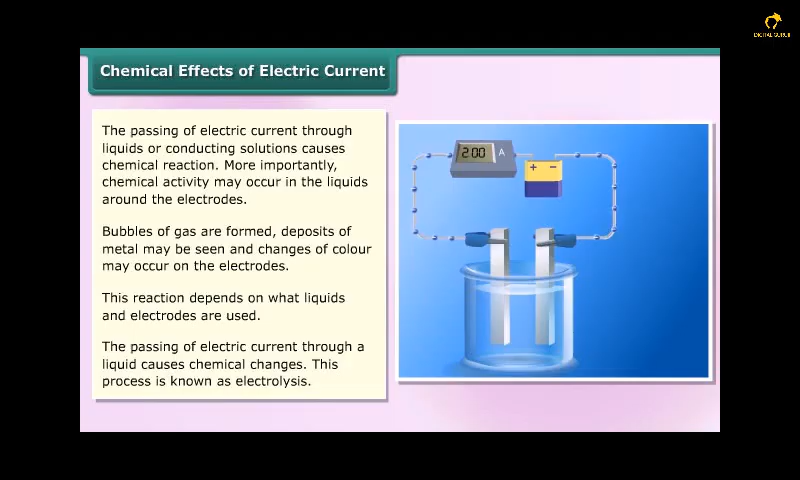 DIGITAL GURUJI
Chemical Effects of Electric Current
The passing of electric current through
liquids or conducting solutions causes
chemical reaction. More importantly,
chemical activity may occur in the liquids
around the electrodes.
Bubbles of gas are formed, deposits of
metal may be seen and changes of colour
may occur on the electrodes.
This reaction depends on what liquids
and electrodes are used.
The passing of electric current through a
liquid causes chemical changes. This
process is known as electrolysis.
200 A
+ −